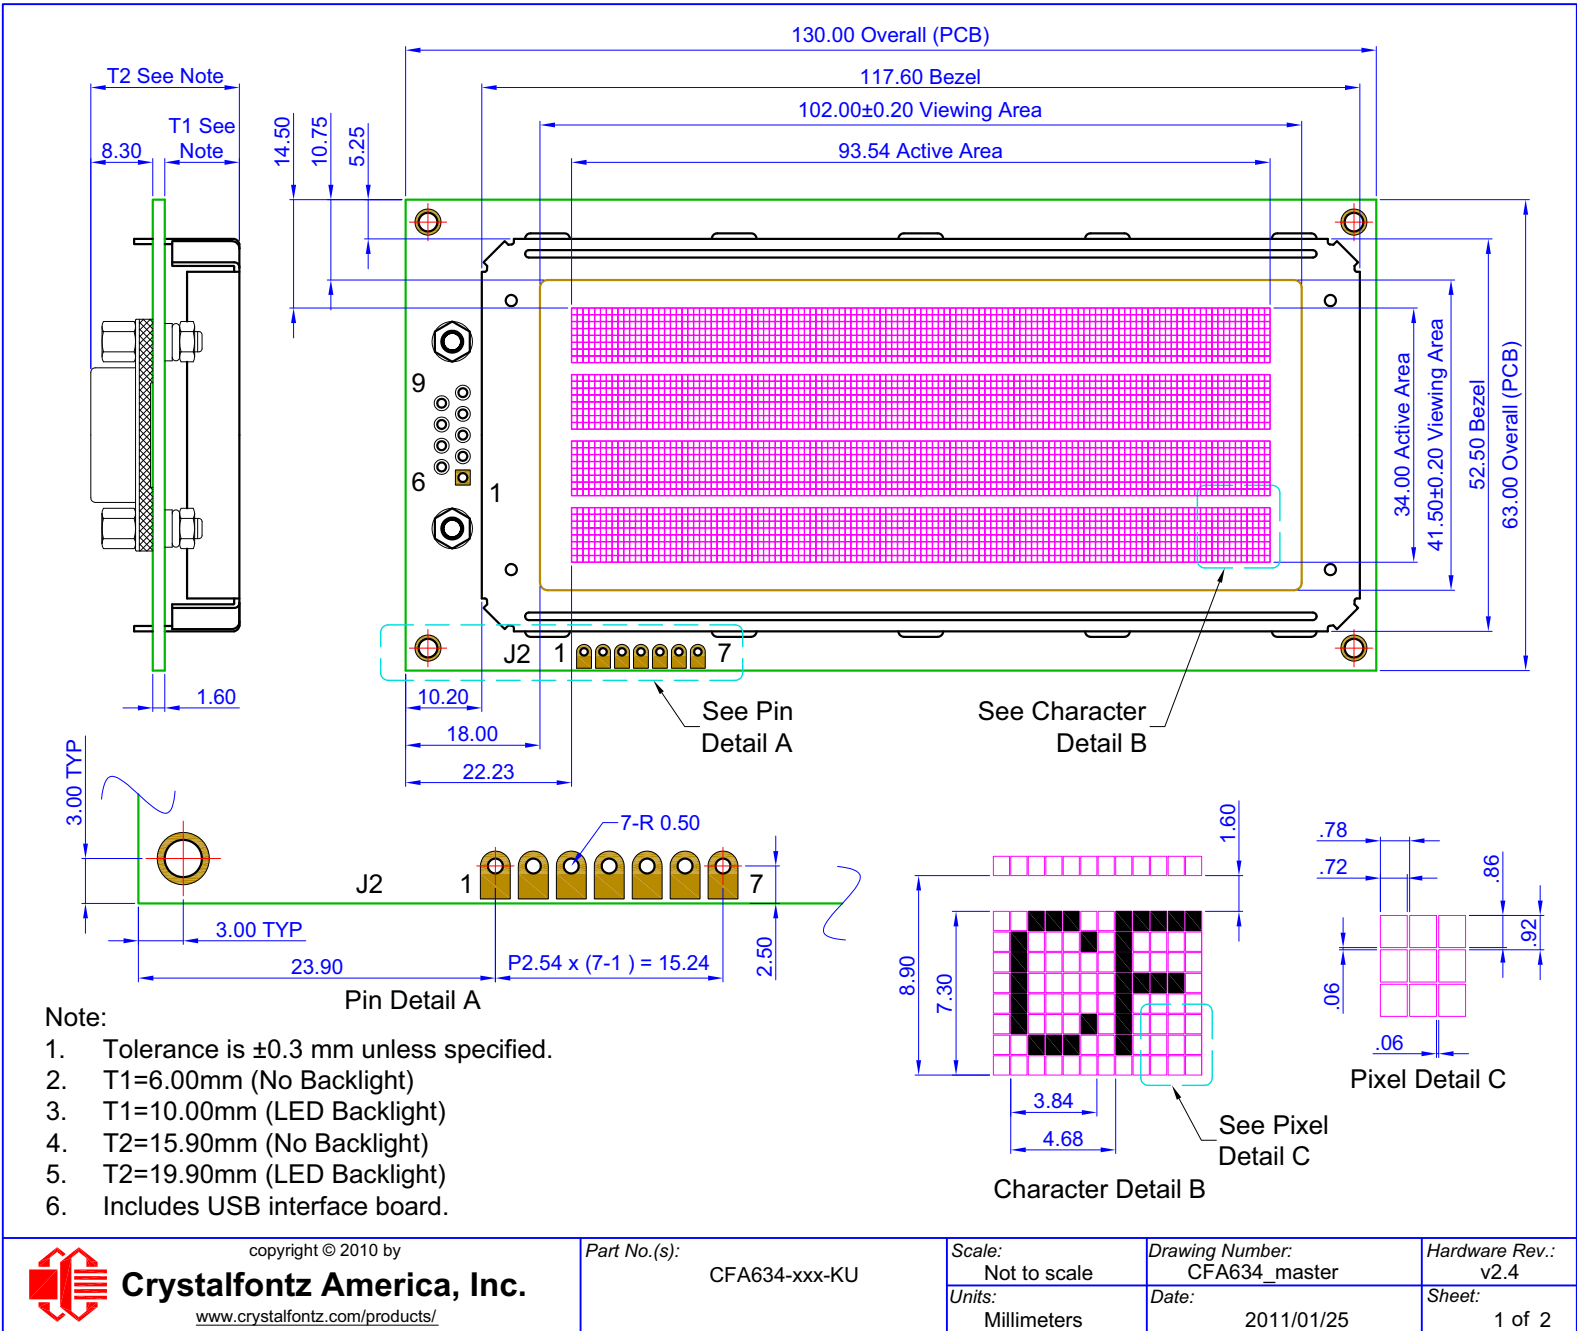 130.00 Overall (PCB)
T2 See Note
117.60 Bezel
102.00±0.20 Viewing Area
T1 See
Note
8.30
14.50
10.75
5.25
93.54 Active Area
9
6
1
34.00 Active Area
41.50±0.20 Viewing Area
52.50 Bezel
63.00 Overall (PCB)
J2 1 7
1.60
10.20
18.00
22.23
See Pin
Detail A
See Character
Detail B
3.00 TYP
7-R 0.50
J2 1 7
3.00 TYP
23.90
P2.54 x (7-1 ) = 15.24
2.50
Pin Detail A
1.60
8.90
7.30
3.84
4.68
See Pixel
Detail C
Character Detail B
.78
.72
.86
.92
.06
.06
Pixel Detail C
Note:
1. Tolerance is ±0.3 mm unless specified.
2. T1=6.00mm (No Backlight)
3. T1=10.00mm (LED Backlight)
4. T2=15.90mm (No Backlight)
5. T2=19.90mm (LED Backlight)
6. Includes USB interface board.
copyright © 2010 by
Crystalfontz America, Inc.
www.crystalfontz.com/products/
Part No.(s):
CFA634-xxx-KU
Scale:
Not to scale
Units:
Millimeters
Drawing Number:
CFA634_master
Date:
2011/01/25
Hardware Rev.:
v2.4
Sheet:
1 of 2